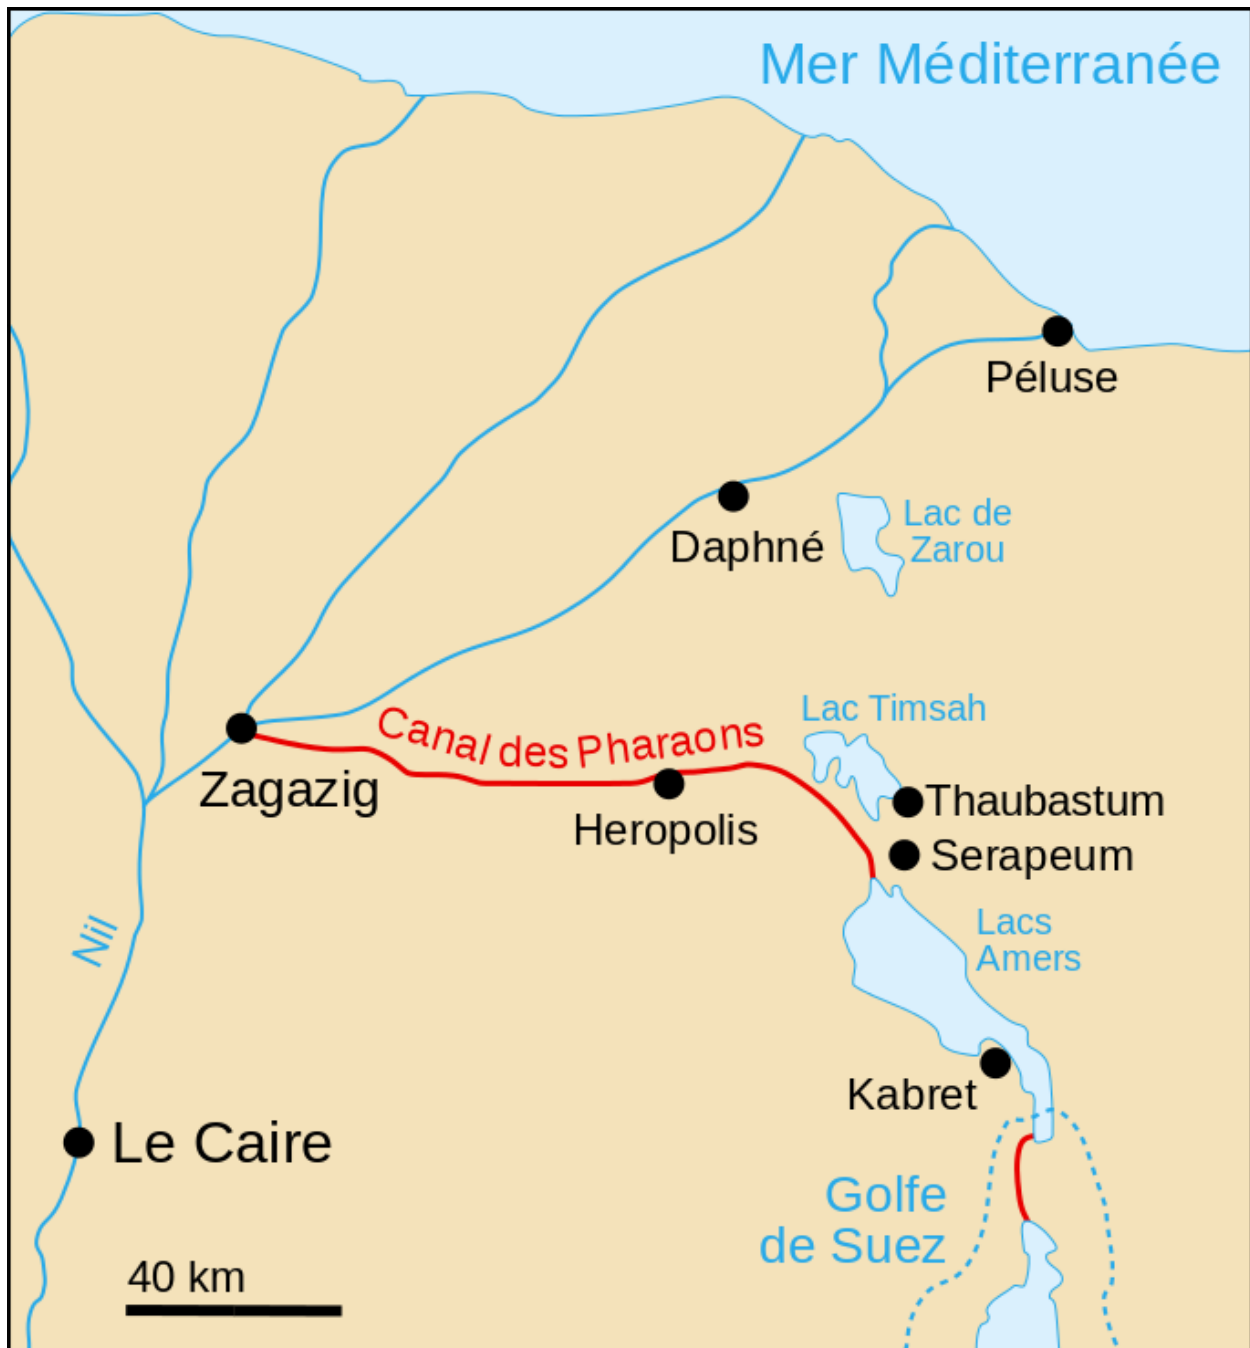 Mer Méditerranée
Péluse
Lac de
Zarou
Daphné
Lac Timsah
Canal des Pharaons
Zagazig
Thaubastum
Heropolis
Serapeum
Nil
Lacs
Amers
Kabret
Le Caire
Golfe
de Suez
40 km